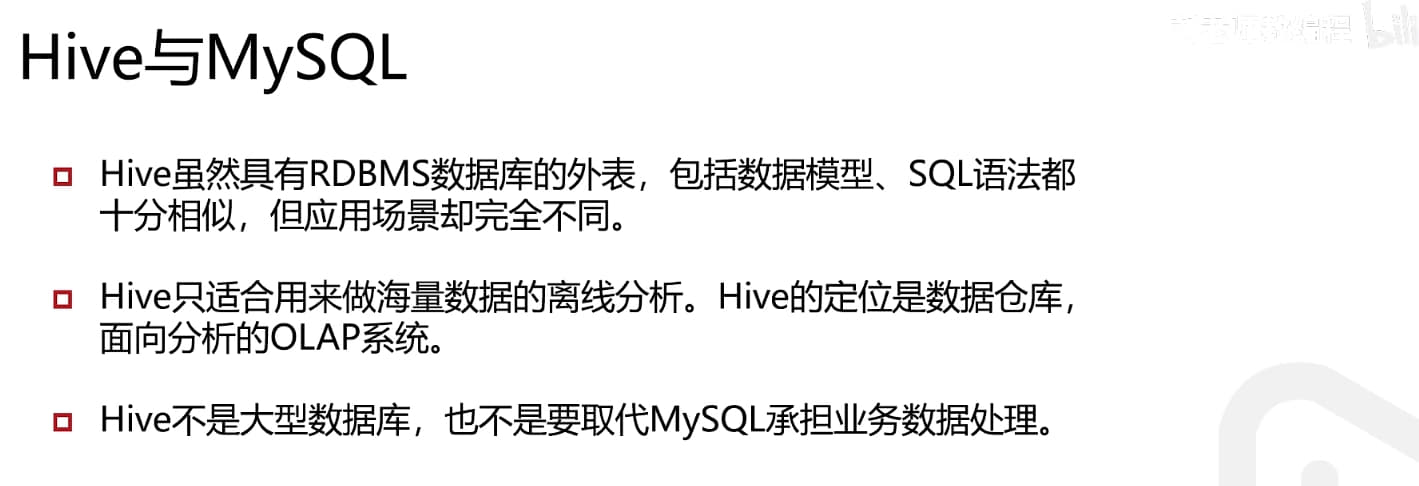 Hive与MySQL
Hive虽然具有RDBMS数据库的外表，包括数据模型、SQL语法都
十分相似，但应用场景却完全不同。
Hive只适合用来做海量数据的离线分析。Hive的定位是数据仓库，
面向分析的OLAP系统。
Hive不是大型数据库，也不是要取代MySQL承担业务数据处理。